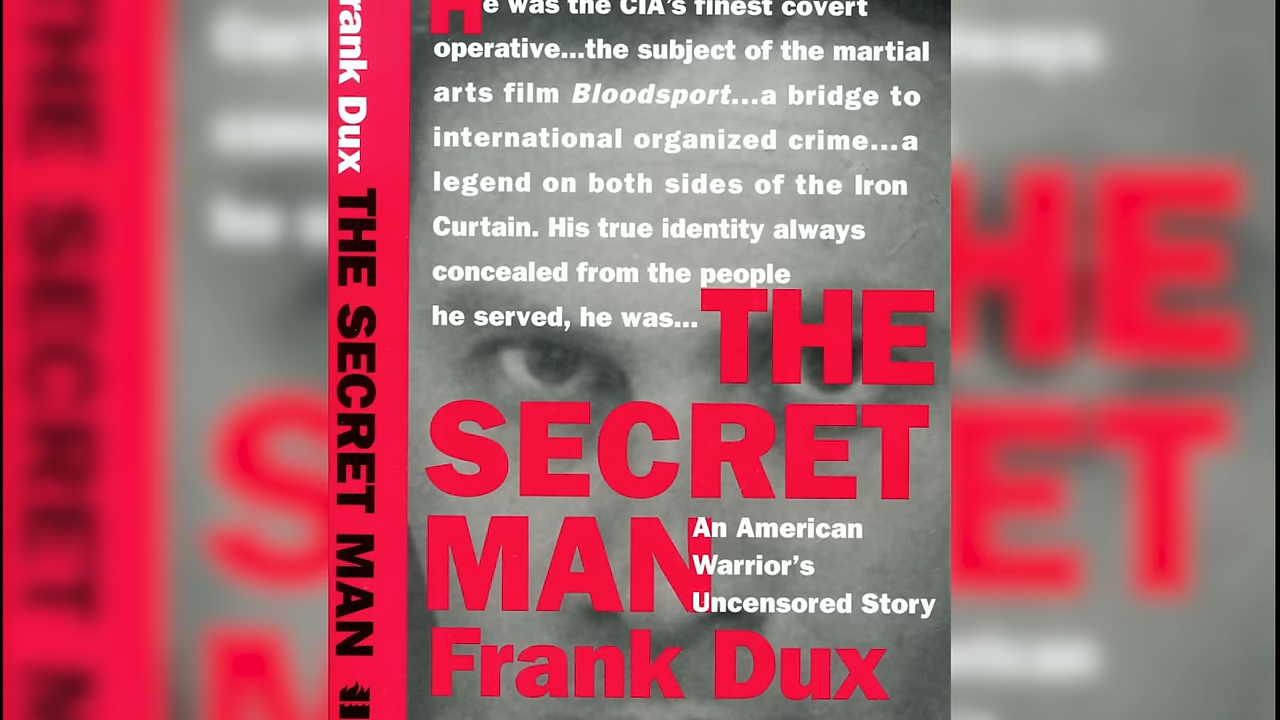 He was the CIA's finest covert
operative...the subject of the martial
arts film Bloodsport...a bridge to
international organized crime...a
legend on both sides of the Iron
Curtain. His true identity always
concealed from the people
he served, he was...
THE
SECRET
MAN
An American
Warrior's
Uncensored Story
Frank Dux
rank Dux THE SECRET MAN